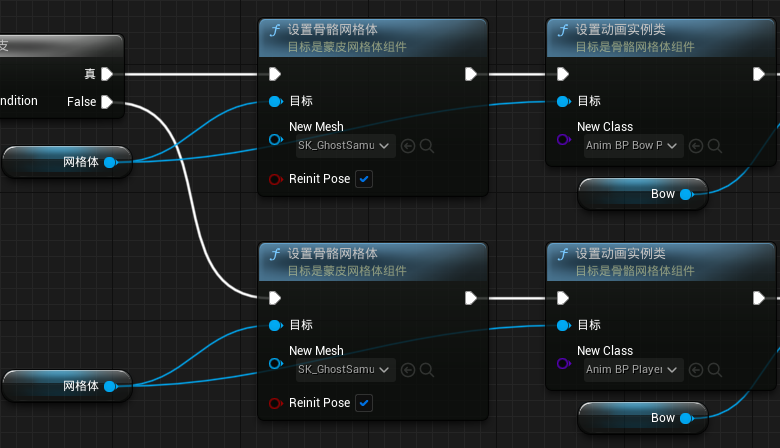 支
真
ndition
False
网格体
设置骨骼网格体
目标是蒙皮网格体组件
目标
New Mesh
SK_GhostSamu
Reinit Pose
设置动画实例类
目标是骨骼网格体组件
目标
New Class
Anim BP Bow P
Bow
网格体
设置骨骼网格体
目标是蒙皮网格体组件
目标
New Mesh
SK_GhostSamu
Reinit Pose
设置动画实例类
目标是骨骼网格体组件
目标
New Class
Anim BP Player
Bow